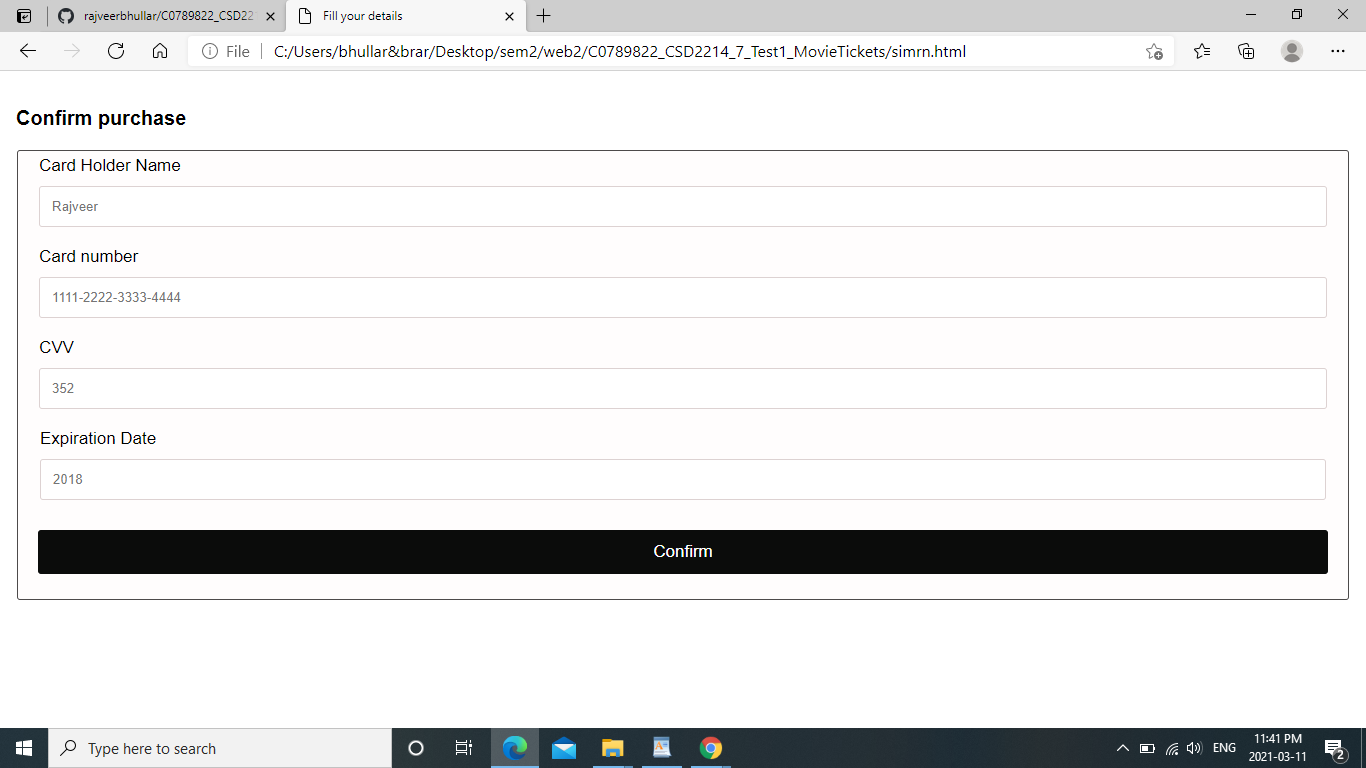 rajveerbhullar/C0789822_CSD22
Fill your details
File
C:/Users/bhullar&brar/Desktop/sem2/web2/C0789822_CSD2214_7_Test1_MovieTickets/simrn.html
Confirm purchase
Card Holder Name
Rajveer
Card number
1111-2222-3333-4444
CVV
352
Expiration Date
2018
Confirm
Type here to search
ENG
11:41 PM
2021-03-11
2